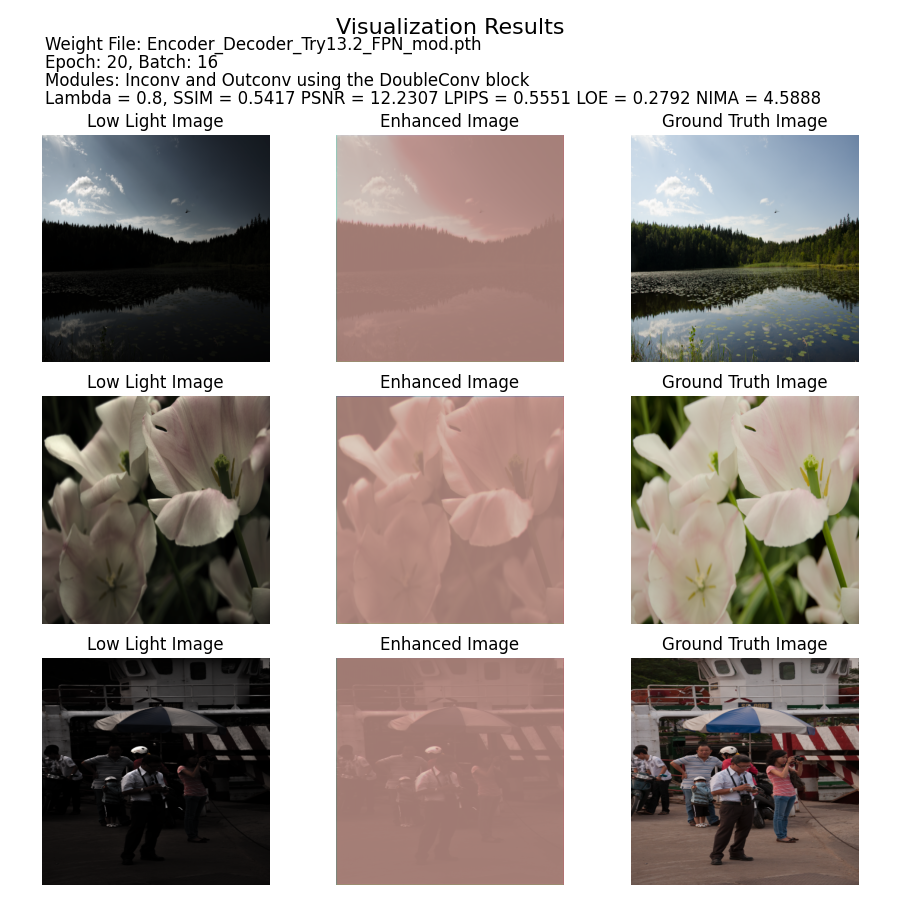 Visualization Results
Weight File: Encoder_Decoder_Try13.2_FPN_mod.pth
Epoch: 20, Batch: 16
Modules: Inconv and Outconv using the DoubleConv block
Lambda = 0.8, SSIM = 0.5417 PSNR = 12.2307 LPIPS = 0.5551 LOE = 0.2792 NIMA = 4.5888
Low Light Image
Enhanced Image
Ground Truth Image
Low Light Image
Enhanced Image
Ground Truth Image
Low Light Image
Enhanced Image
Ground Truth Image